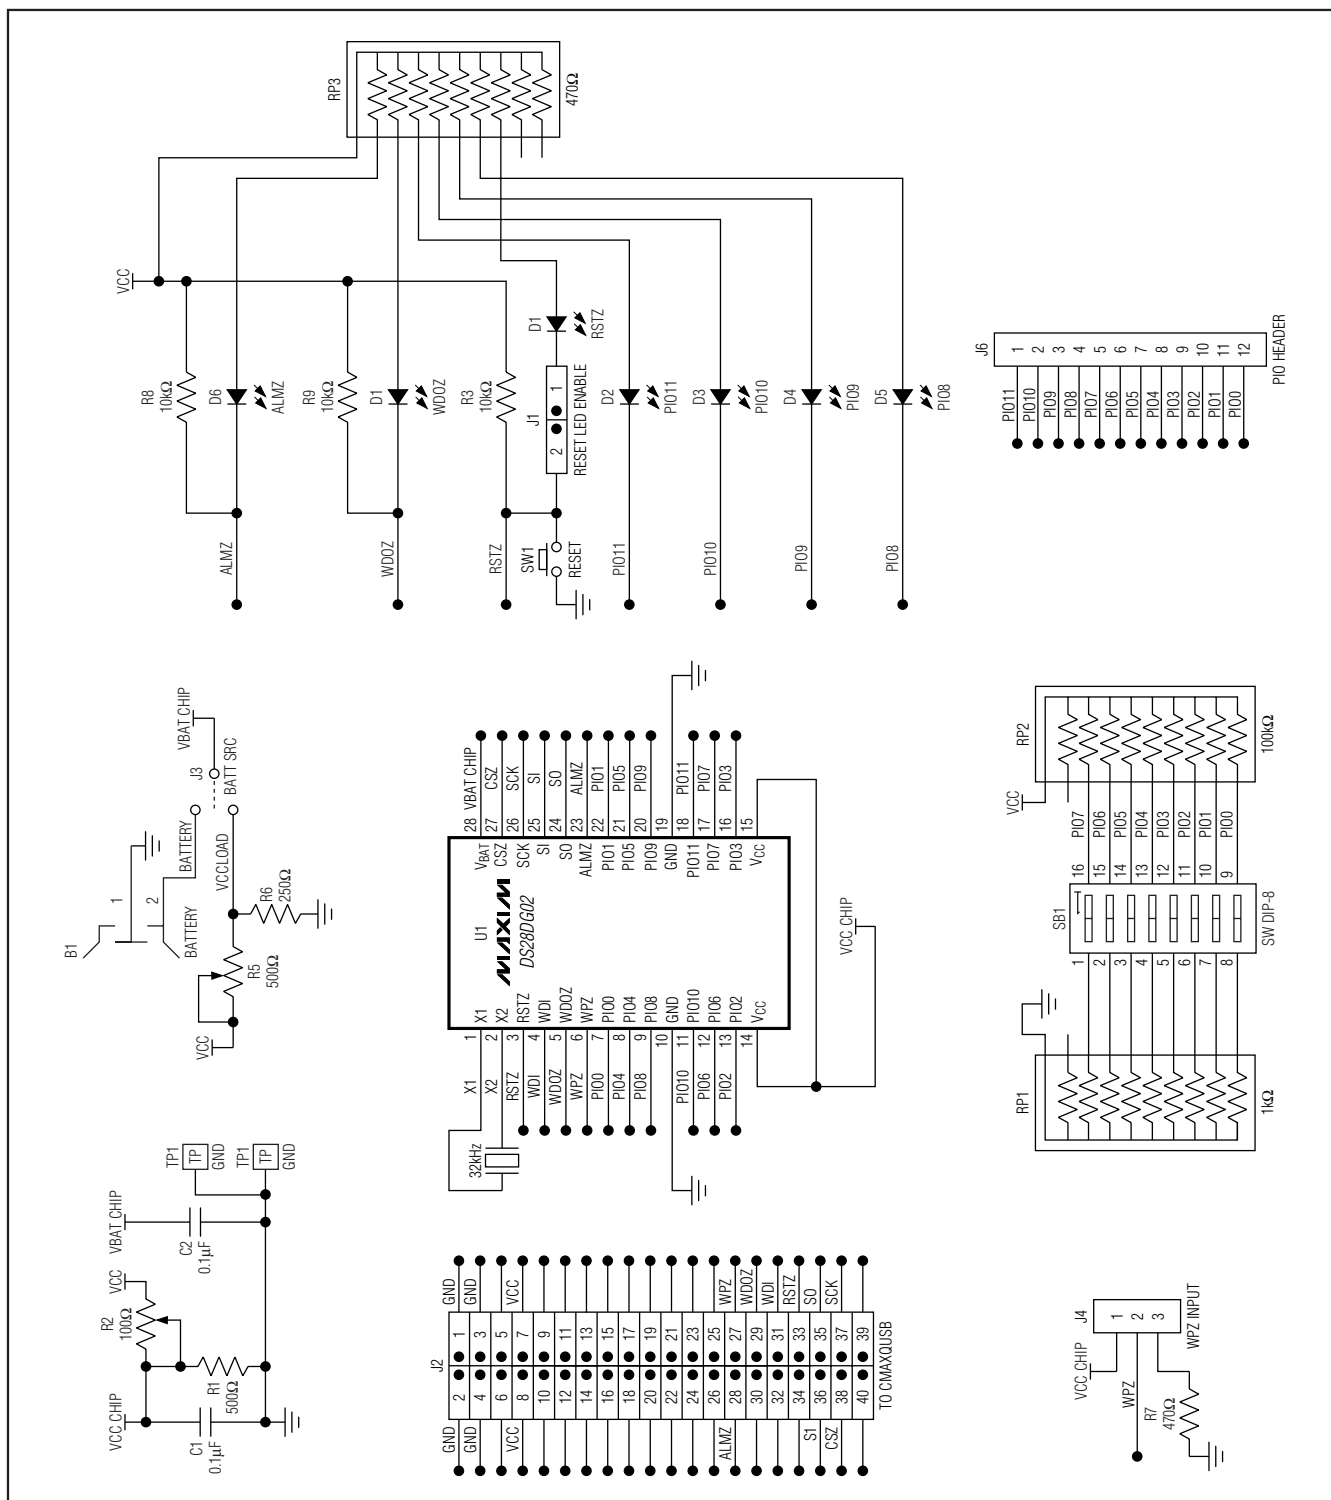 RP3
470Ω
VCC
R8
10kΩ
D6
ALMZ
R9
10kΩ
D1
WDOZ
R3
10kΩ
D1
RSTZ
J1
1
2
RESET LED ENABLE
D2
PIO11
D3
PIO10
D4
PIO9
D5
PIO8
ALMZ
WDOZ
RSTZ
SW1
RESET
PIO11
PIO10
PIO9
PIO8
J6
1
2
3
4
5
6
7
8
9
10
11
12
PIO HEADER
PIO11
PIO10
PIO9
PIO8
PIO7
PIO6
PIO5
PIO4
PIO3
PIO2
PIO1
PIO0
VBAT CHIP
J3
BATT SRC
BATTERY
VCCLOAD
B1
1
2
BATTERY
R6
250Ω
R5
500Ω
VCC
28 VBAT CHIP
27 CSZ
26 SCK
25 SI
24 SO
23 ALMZ
22 PIO1
21 PIO5
20 PIO9
19
18 PIO11
17 PIO7
16 PIO3
15
VBAT
CSZ
SCK
SI
SO
ALMZ
PIO1
PIO5
PIO9
GND
PIO11
PIO7
PIO3
VCC
U1
MAXIM
DS28DG02
X1
X2
RSTZ
WDI
WDOZ
WPZ
PIO0
PIO4
PIO8
GND
PIO10
PIO6
PIO2
VCC
X1 1
X2 2
RSTZ 3
WDI 4
WDOZ 5
WPZ 6
PIO0 7
PIO4 8
PIO8 9
10
PIO10 11
PIO6 12
PIO2 13
14
VCC CHIP
32kHz
RP2
100kΩ
VCC
PIO7
PIO6
PIO5
PIO4
PIO3
PIO2
PIO1
PIO0
16
15
14
13
12
11
10
9
SB1
SW DIP-8
1
2
3
4
5
6
7
8
RP1
1kΩ
TP1
TP
GND
TP1
TP
GND
VBAT CHIP
C2
0.1µF
VCC
R2
100Ω
R1
500Ω
VCC CHIP
C1
0.1µF
GND
GND
VCC
WPZ
WDOZ
WDI
RSTZ
SO
SCK
1
3
5
7
9
11
13
15
17
19
21
23
25
27
29
31
33
35
37
39
J2
TO CMAXQUSB
2
4
6
8
10
12
14
16
18
20
22
24
26
28
30
32
34
36
38
40
GND
GND
VCC
ALMZ
S1
CSZ
J4
1
2
3
WPZ INPUT
VCC CHIP
WPZ
R7
470Ω